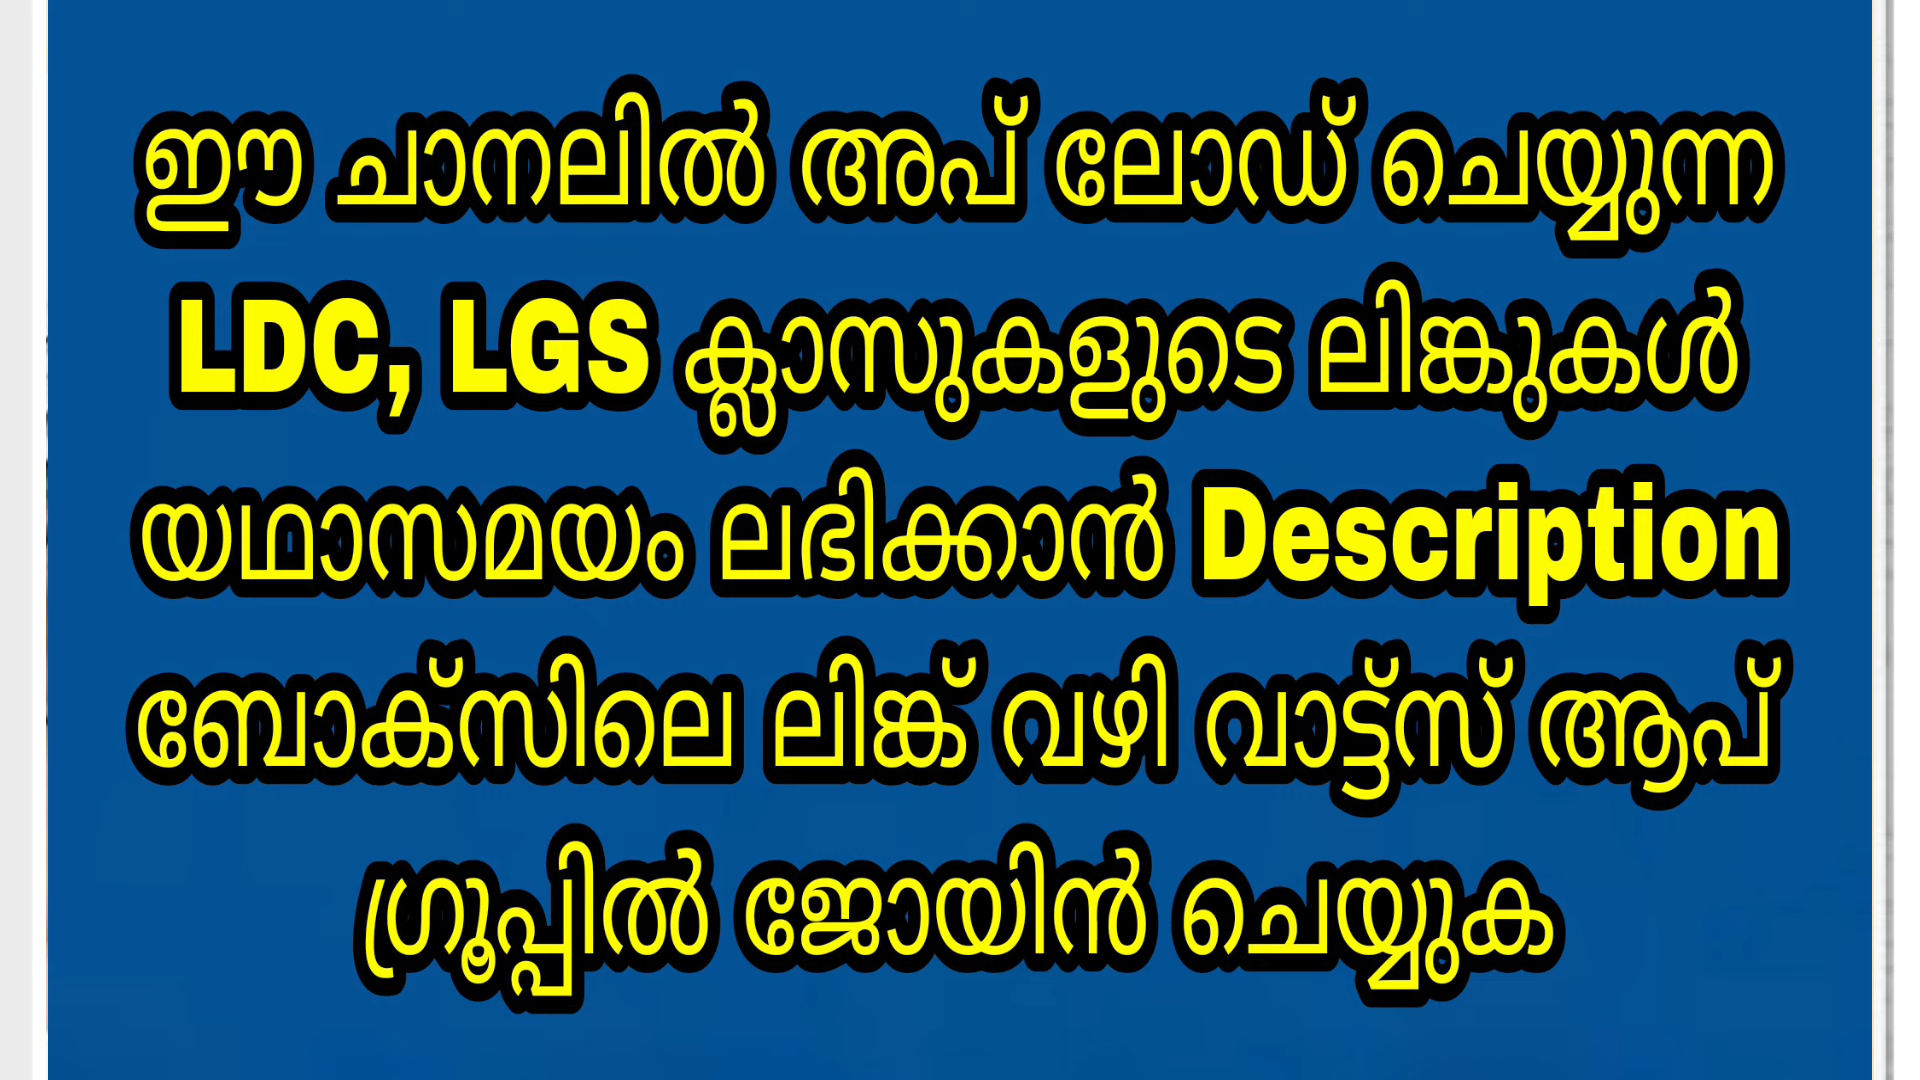 ഈ ചാനലിൽ അപ് ലോഡ് ചെയ്യുന്ന
LDC, LGS ക്ലാസുകളുടെ ലിങ്കുകൾ
യഥാസമയം ലഭിക്കാൻ Description
ബോക്സിലെ ലിങ്ക് വഴി വാട്ട്സ് ആപ്
ഗ്രൂപ്പിൽ ജോയിൻ ചെയ്യുക